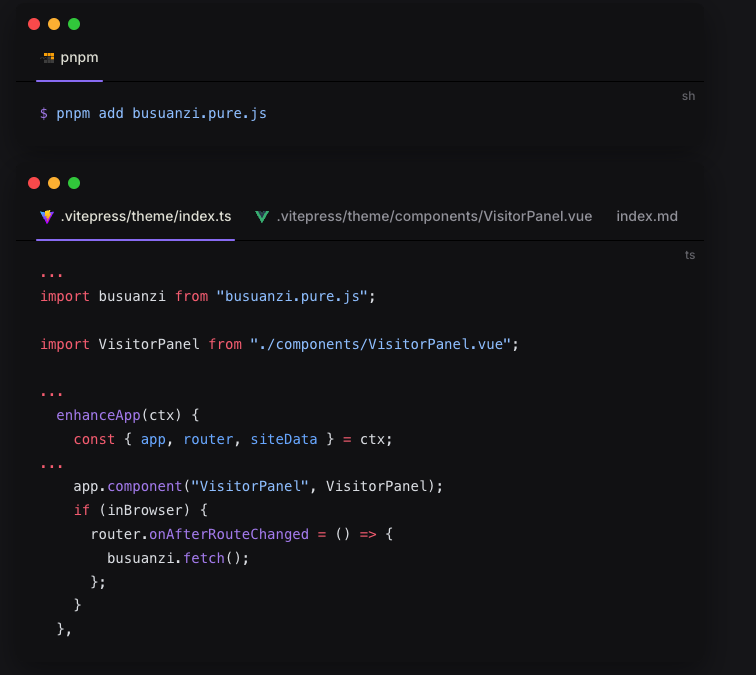 pnpm
sh
$ pnpm add busuanzi.pure.js
.vitepress/theme/index.ts .vitepress/theme/components/VisitorPanel.vue index.md
ts
...
import busuanzi from "busuanzi.pure.js";
import VisitorPanel from "./components/VisitorPanel.vue";
...
  enhanceApp(ctx) {
    const { app, router, siteData } = ctx;
...
    app.component("VisitorPanel", VisitorPanel);
    if (inBrowser) {
      router.onAfterRouteChanged = () => {
        busuanzi.fetch();
      };
    }
  },